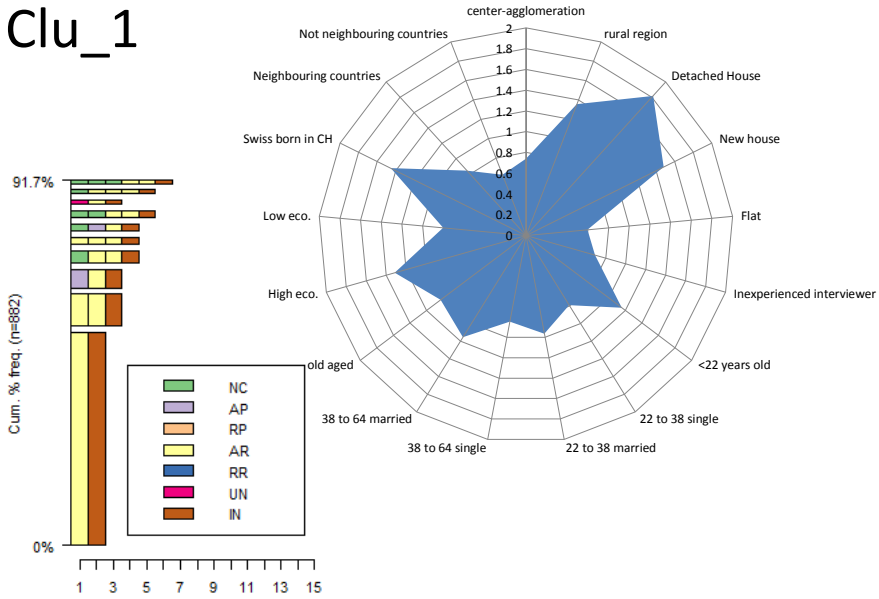 Clu_1
center-agglomeration
rural region
Detached House
New house
Flat
Inexperienced interviewer
<22 years old
22 to 38 single
22 to 38 married
38 to 64 single
38 to 64 married
old aged
High eco.
Low eco.
Swiss born in CH
Neighbouring countries
Not neighbouring countries
2
1.8
1.6
1.4
1.2
1
0.8
0.6
0.4
0.2
0
91.7%
0%
Cum. % freq. (n=882)
NC
AP
RP
AR
RR
UN
IN
1 3 5 7 9 11 13 15